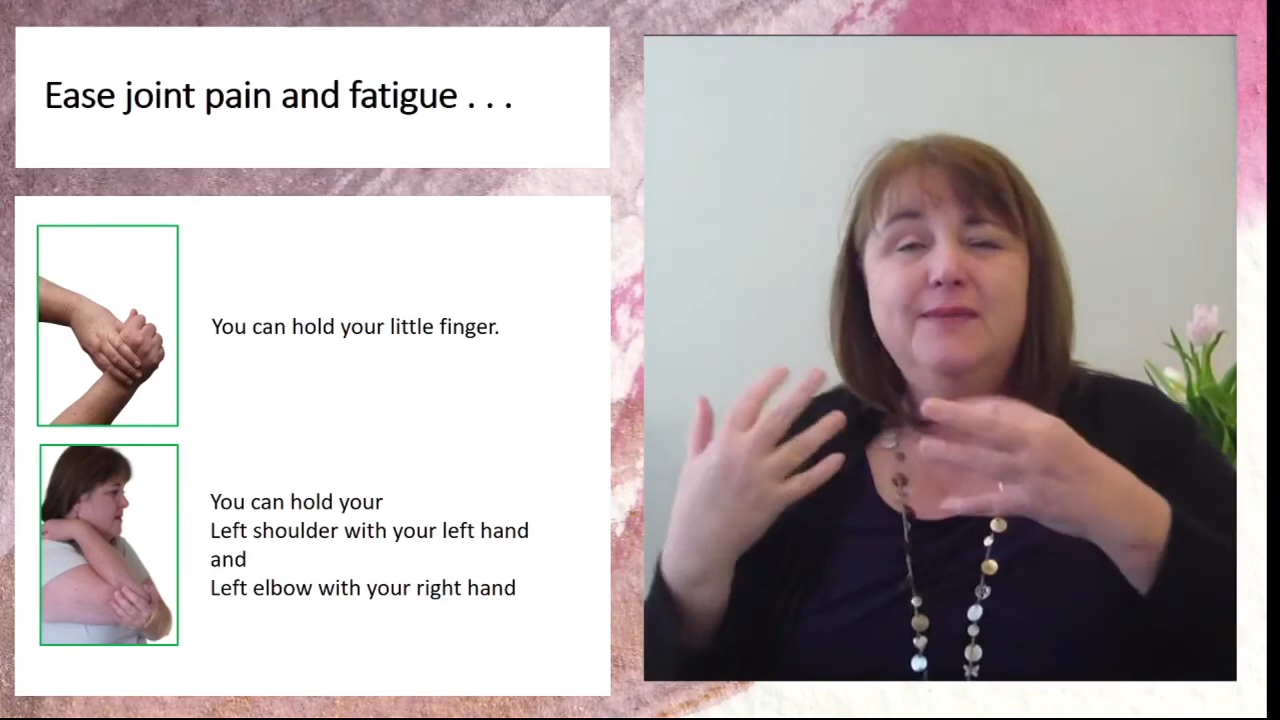 Ease joint pain and fatigue . . .
You can hold your little finger.
You can hold your
Left shoulder with your left hand
and
Left elbow with your right hand